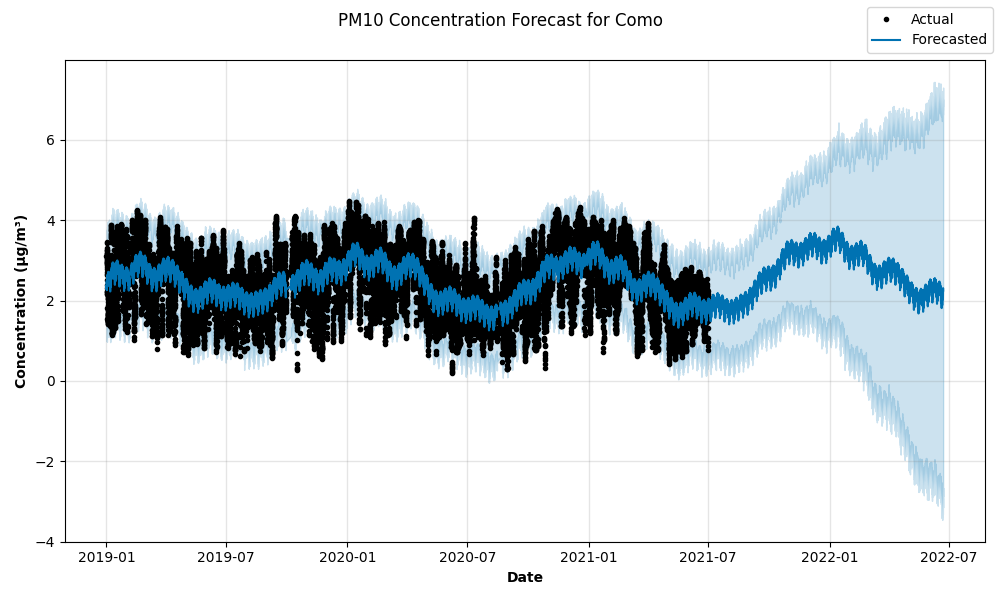 PM10 Concentration Forecast for Como
Actual
Forecasted
Concentration (µg/m³)
6
4
2
0
−2
−4
2019-01 2019-07 2020-01 2020-07 2021-01 2021-07 2022-01 2022-07
Date